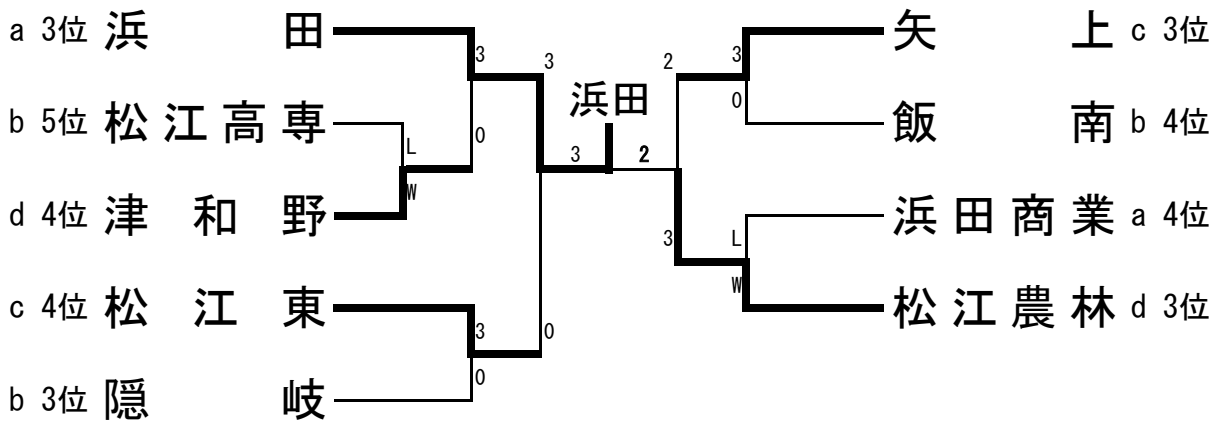 a 3位 浜田
b 5位 松江高専
d 4位 津和野
c 4位 松江東
b 3位 隠岐
3
0
L
W
3
0
3
0
浜田
3
2
2
3
3
0
L
W
矢上 c 3位
飯南 b 4位
浜田商業 a 4位
松江農林 d 3位